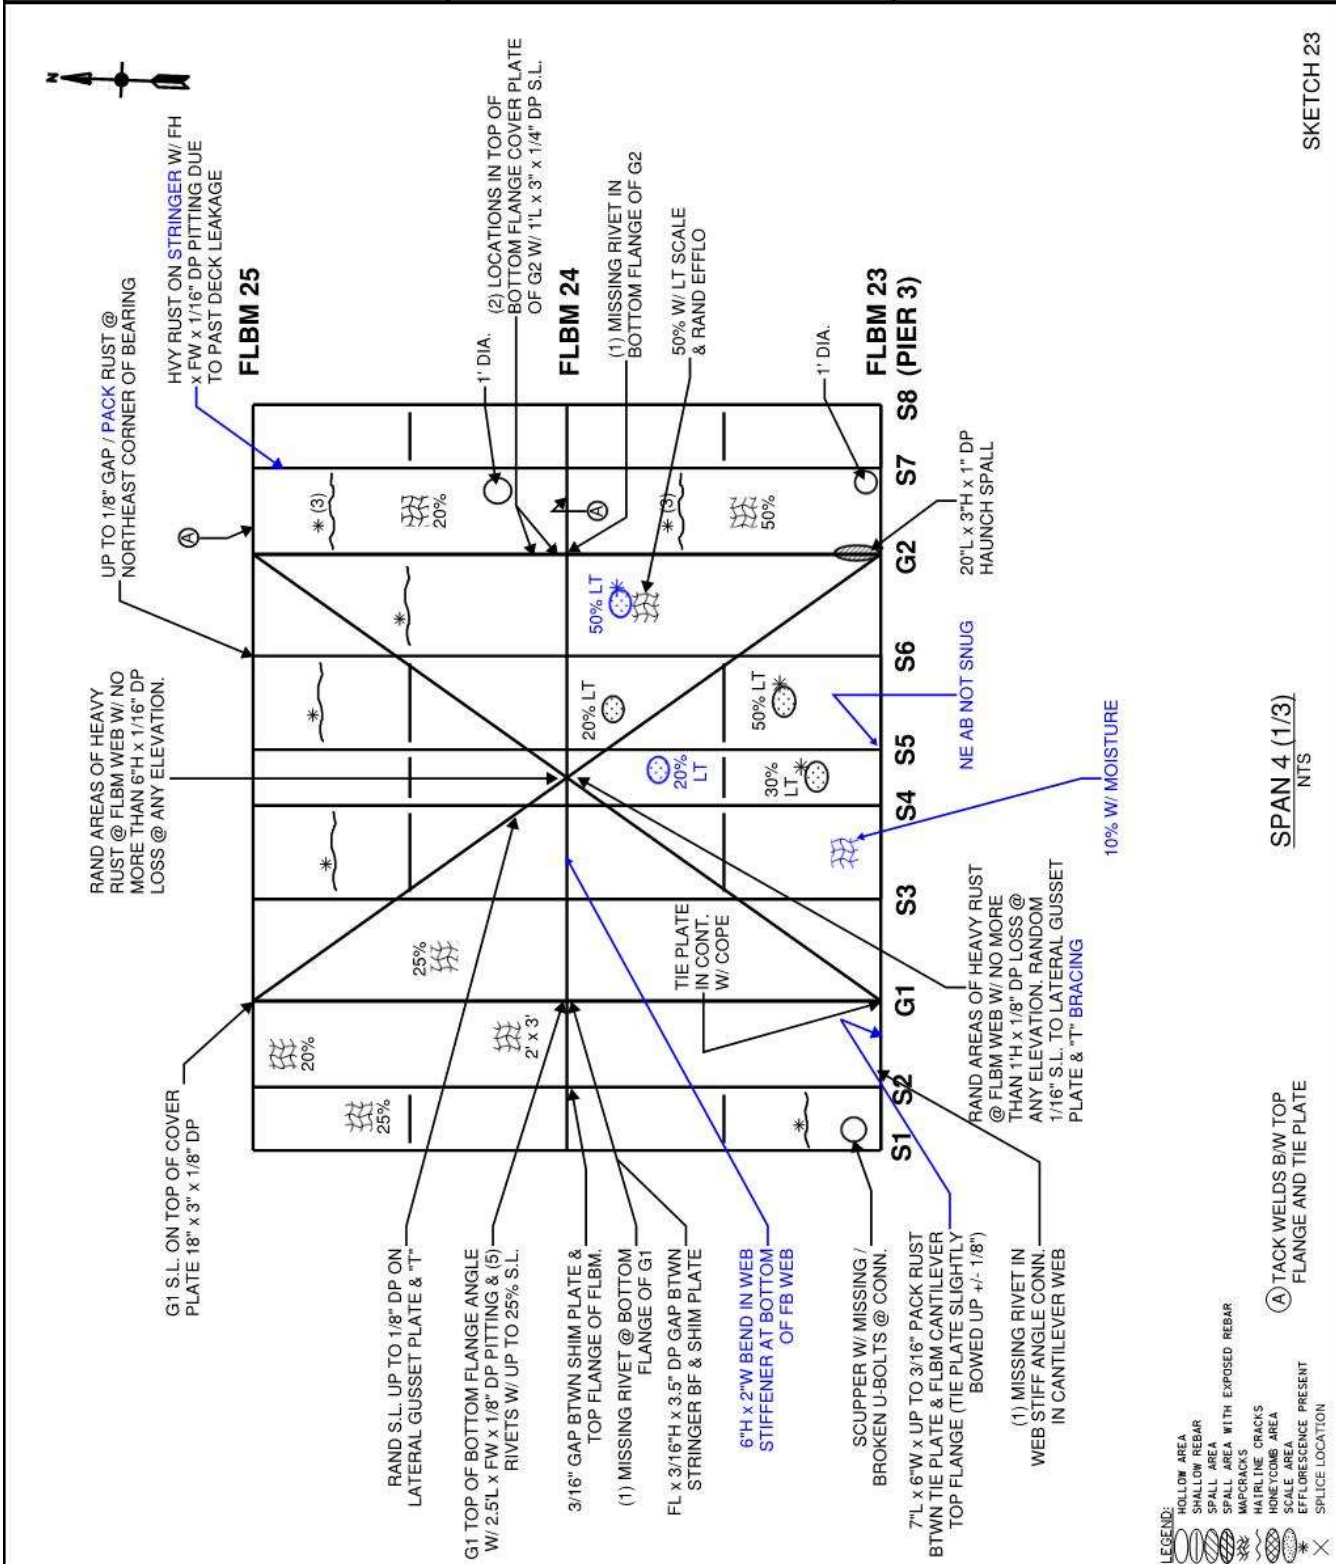 N
HVY RUST ON STRINGER W/ FH
x FW x 1/16" DP PITTING DUE
TO PAST DECK LEAKAGE
UP TO 1/8" GAP / PACK RUST @
NORTHEAST CORNER OF BEARING
RAND AREAS OF HEAVY
RUST @ FLBM WEB W/ NO
MORE THAN 6"H x 1/16" DP
LOSS @ ANY ELEVATION.
G1 S.L. ON TOP OF COVER
PLATE 18" x 3" x 1/8" DP
RAND S.L. UP TO 1/8" DP ON
LATERAL GUSSET PLATE & "T"
G1 TOP OF BOTTOM FLANGE ANGLE
W/ 2.5'L x FW x 1/8" DP PITTING & (5)
RIVETS W/ UP TO 25% S.L.
3/16" GAP BTWN SHIM PLATE &
TOP FLANGE OF FLBM.
(1) MISSING RIVET @ BOTTOM
FLANGE OF G1
FL x 3/16"H x 3.5" DP GAP BTWN
STRINGER BF & SHIM PLATE
6"H x 2"W BEND IN WEB
STIFFENER AT BOTTOM
OF FB WEB
SCUPPER W/ MISSING /
BROKEN U-BOLTS @ CONN.
7"L x 6"W x UP TO 3/16" PACK RUST
BTWN TIE PLATE & FLBM CANTILEVER
TOP FLANGE (TIE PLATE SLIGHTLY
BOWED UP +/- 1/8")
(1) MISSING RIVET IN
WEB STIFF ANGLE CONN.
IN CANTILEVER WEB
FLBM 25
A
* (3)
*
*
*
20%
25%
20%
25%
2' x 3'
1' DIA.
(2) LOCATIONS IN TOP OF
BOTTOM FLANGE COVER PLATE
OF G2 W/ 1'L x 3" x 1/4" DP S.L.
FLBM 24
A
(1) MISSING RIVET IN
BOTTOM FLANGE OF G2
50% W/ LT SCALE
& RAND EFFLO
* (3)
50%
50% LT
*
20% LT
20%
LT
50% LT
*
30%
LT
*
TIE PLATE
IN CONT.
W/ COPE
*
1' DIA.
FLBM 23
(PIER 3)
S1 S2 G1 S3 S4 S5 S6 G2 S7 S8
20"L x 3"H x 1" DP
HAUNCH SPALL
NE AB NOT SNUG
10% W/ MOISTURE
RAND AREAS OF HEAVY RUST
@ FLBM WEB W/ NO MORE
THAN 1'H x 1/8" DP LOSS @
ANY ELEVATION. RANDOM
1/16" S.L. TO LATERAL GUSSET
PLATE & "T" BRACING
LEGEND:
HOLLOW AREA
SHALLOW REBAR
SPALL AREA
SPALL AREA WITH EXPOSED REBAR
MAPCRACKS
HAIRLINE CRACKS
HONEYCOMB AREA
SCALE AREA
* EFFLORESCENCE PRESENT
SPLICE LOCATION
A TACK WELDS B/W TOP
FLANGE AND TIE PLATE
SPAN 4 (1/3)
NTS
SKETCH 23